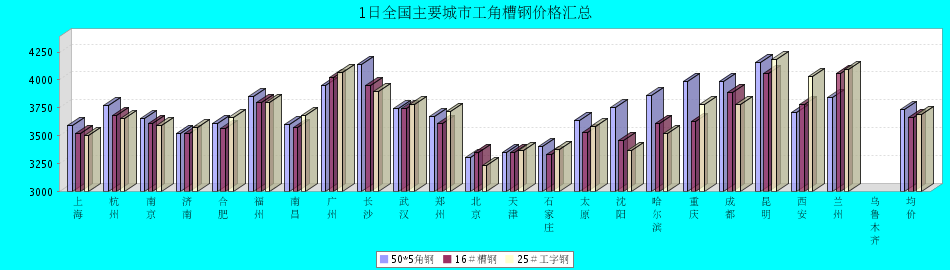 1日全国主要城市工角槽钢价格汇总
4250
4000
3750
3500
3250
3000
上海
杭州
南京
济南
合肥
福州
南昌
广州
长沙
武汉
郑州
北京
天津
石家庄
太原
沈阳
哈尔滨
重庆
成都
昆明
西安
兰州
乌鲁木齐
均价
50*5角钢 16#槽钢 25#工字钢